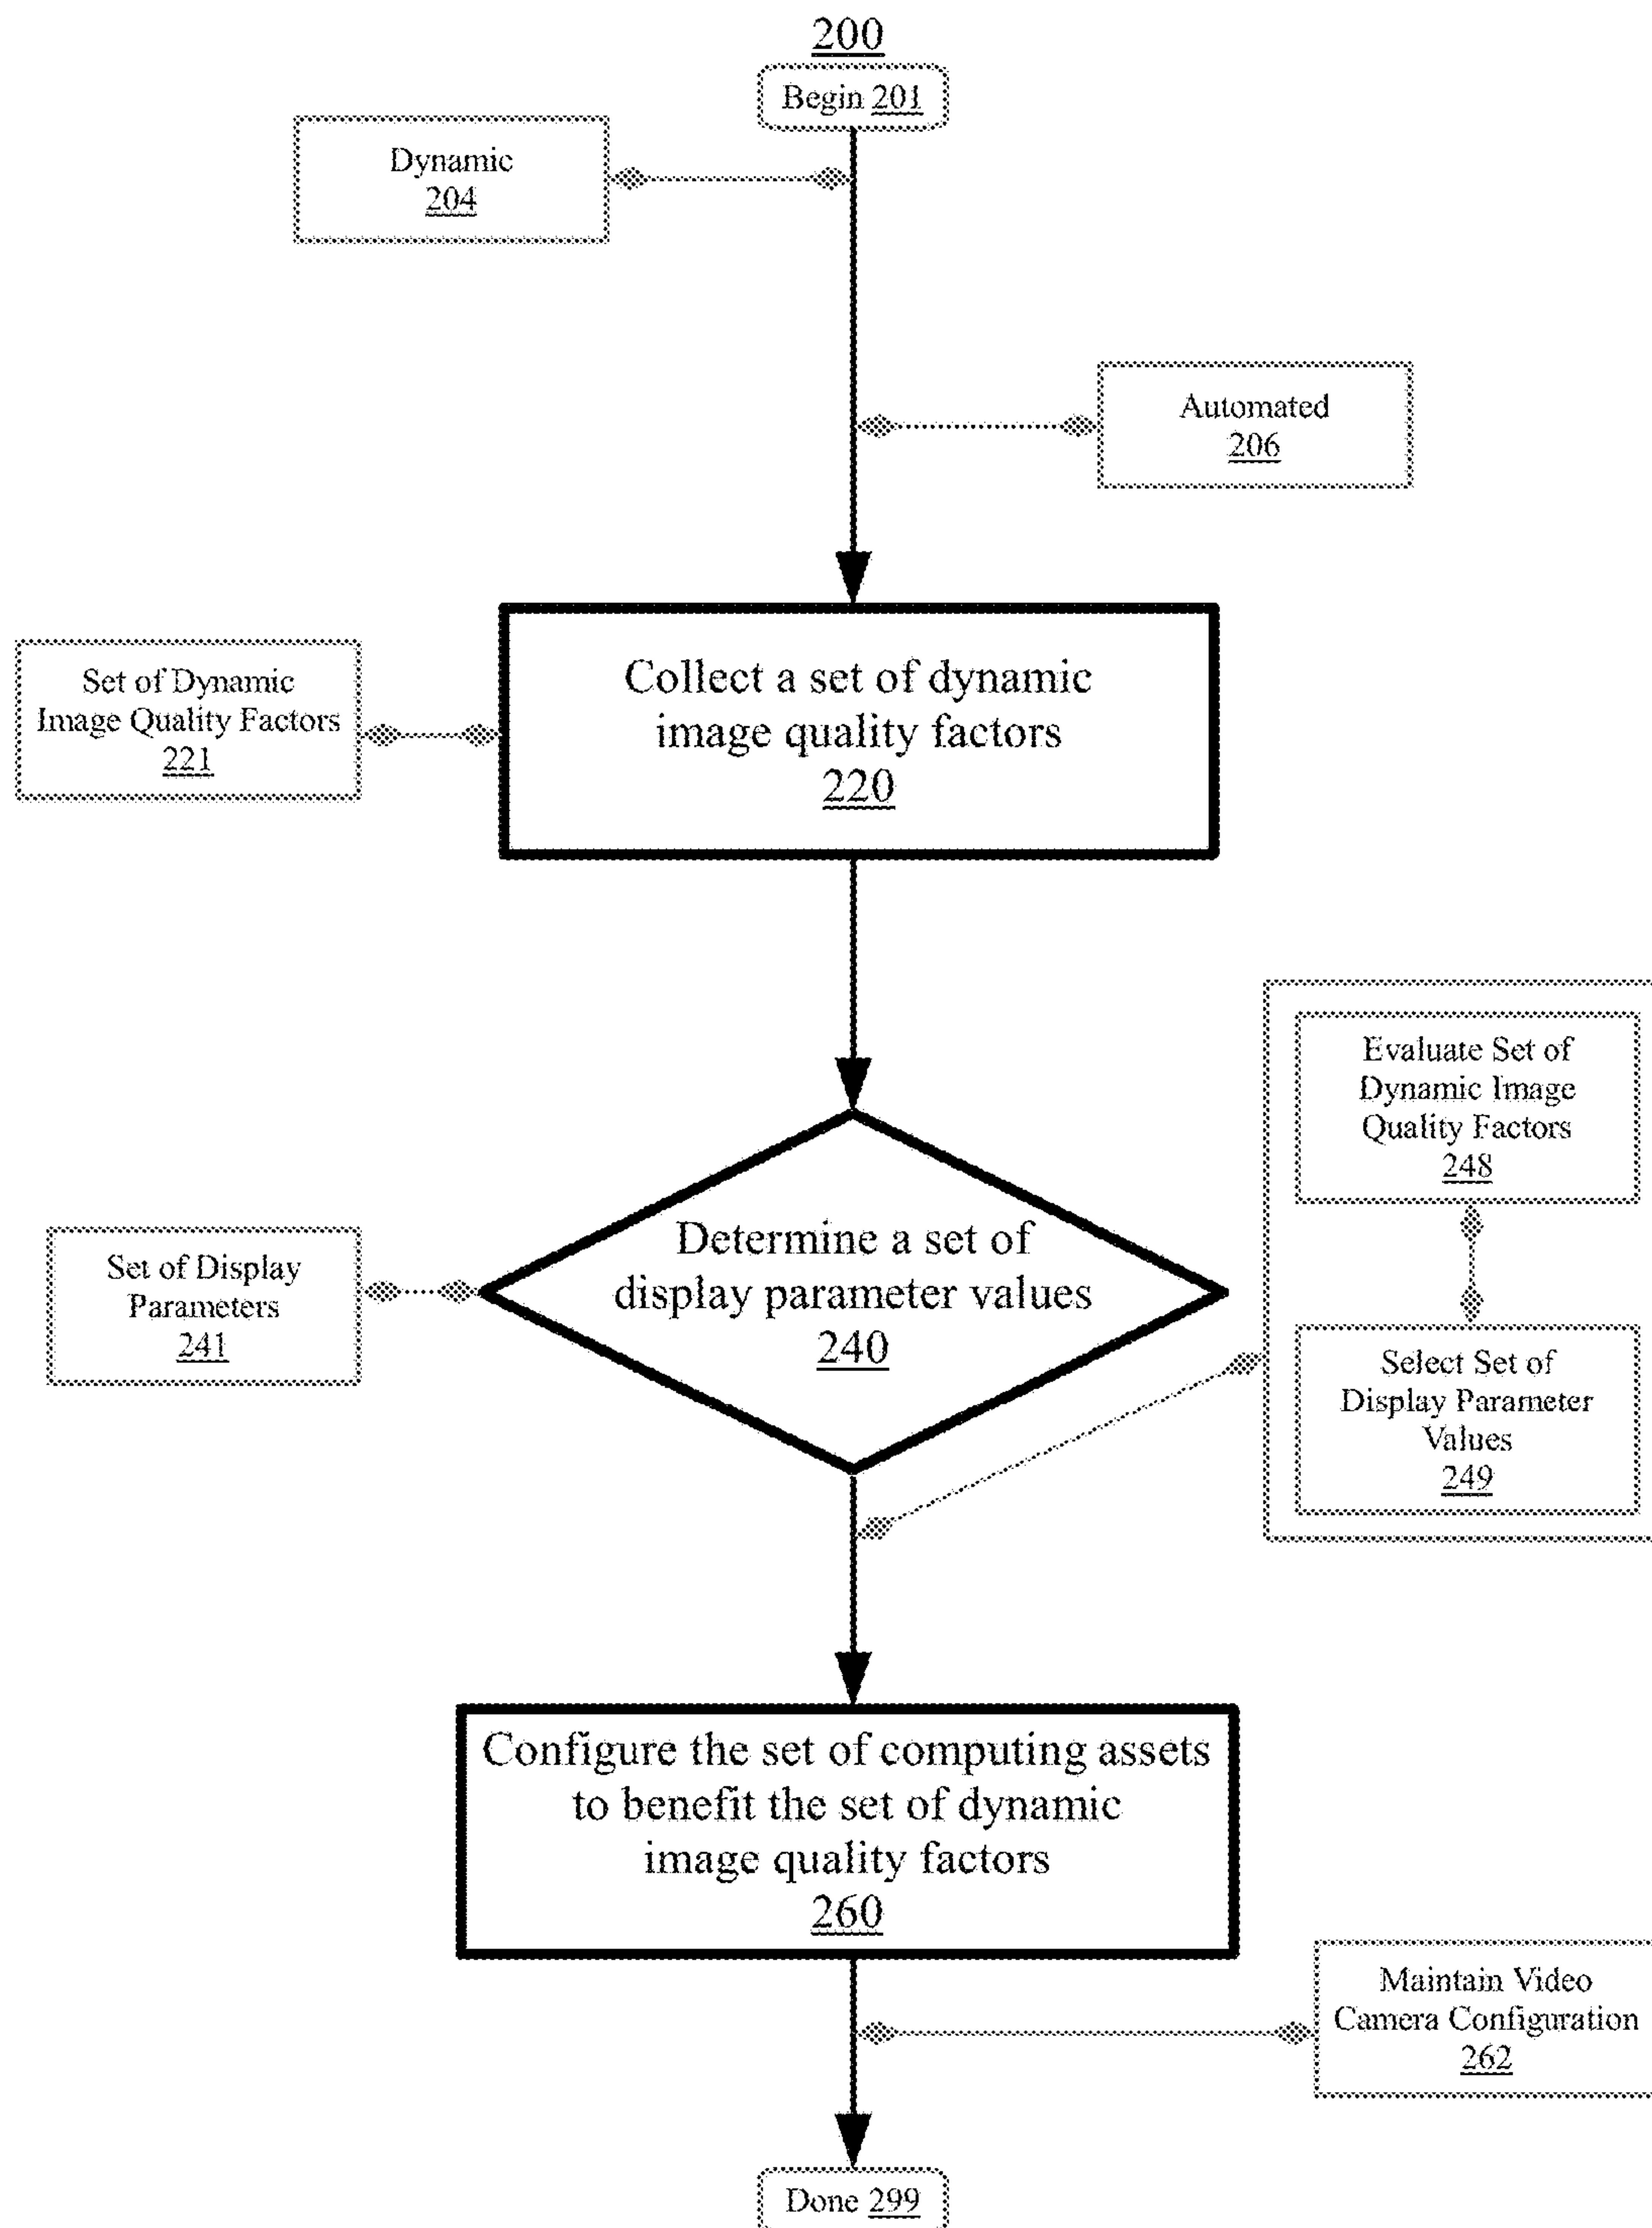 200
Begin 201
Dynamic
204
Automated
206
Collect a set of dynamic
image quality factors
220
Set of Dynamic
Image Quality Factors
221
Determine a set of
display parameter values
240
Set of Display
Parameters
241
Evaluate Set of
Dynamic Image
Quality Factors
248
Select Set of
Display Parameter
Values
249
Configure the set of computing assets
to benefit the set of dynamic
image quality factors
260
Maintain Video
Camera Configuration
262
Done 299